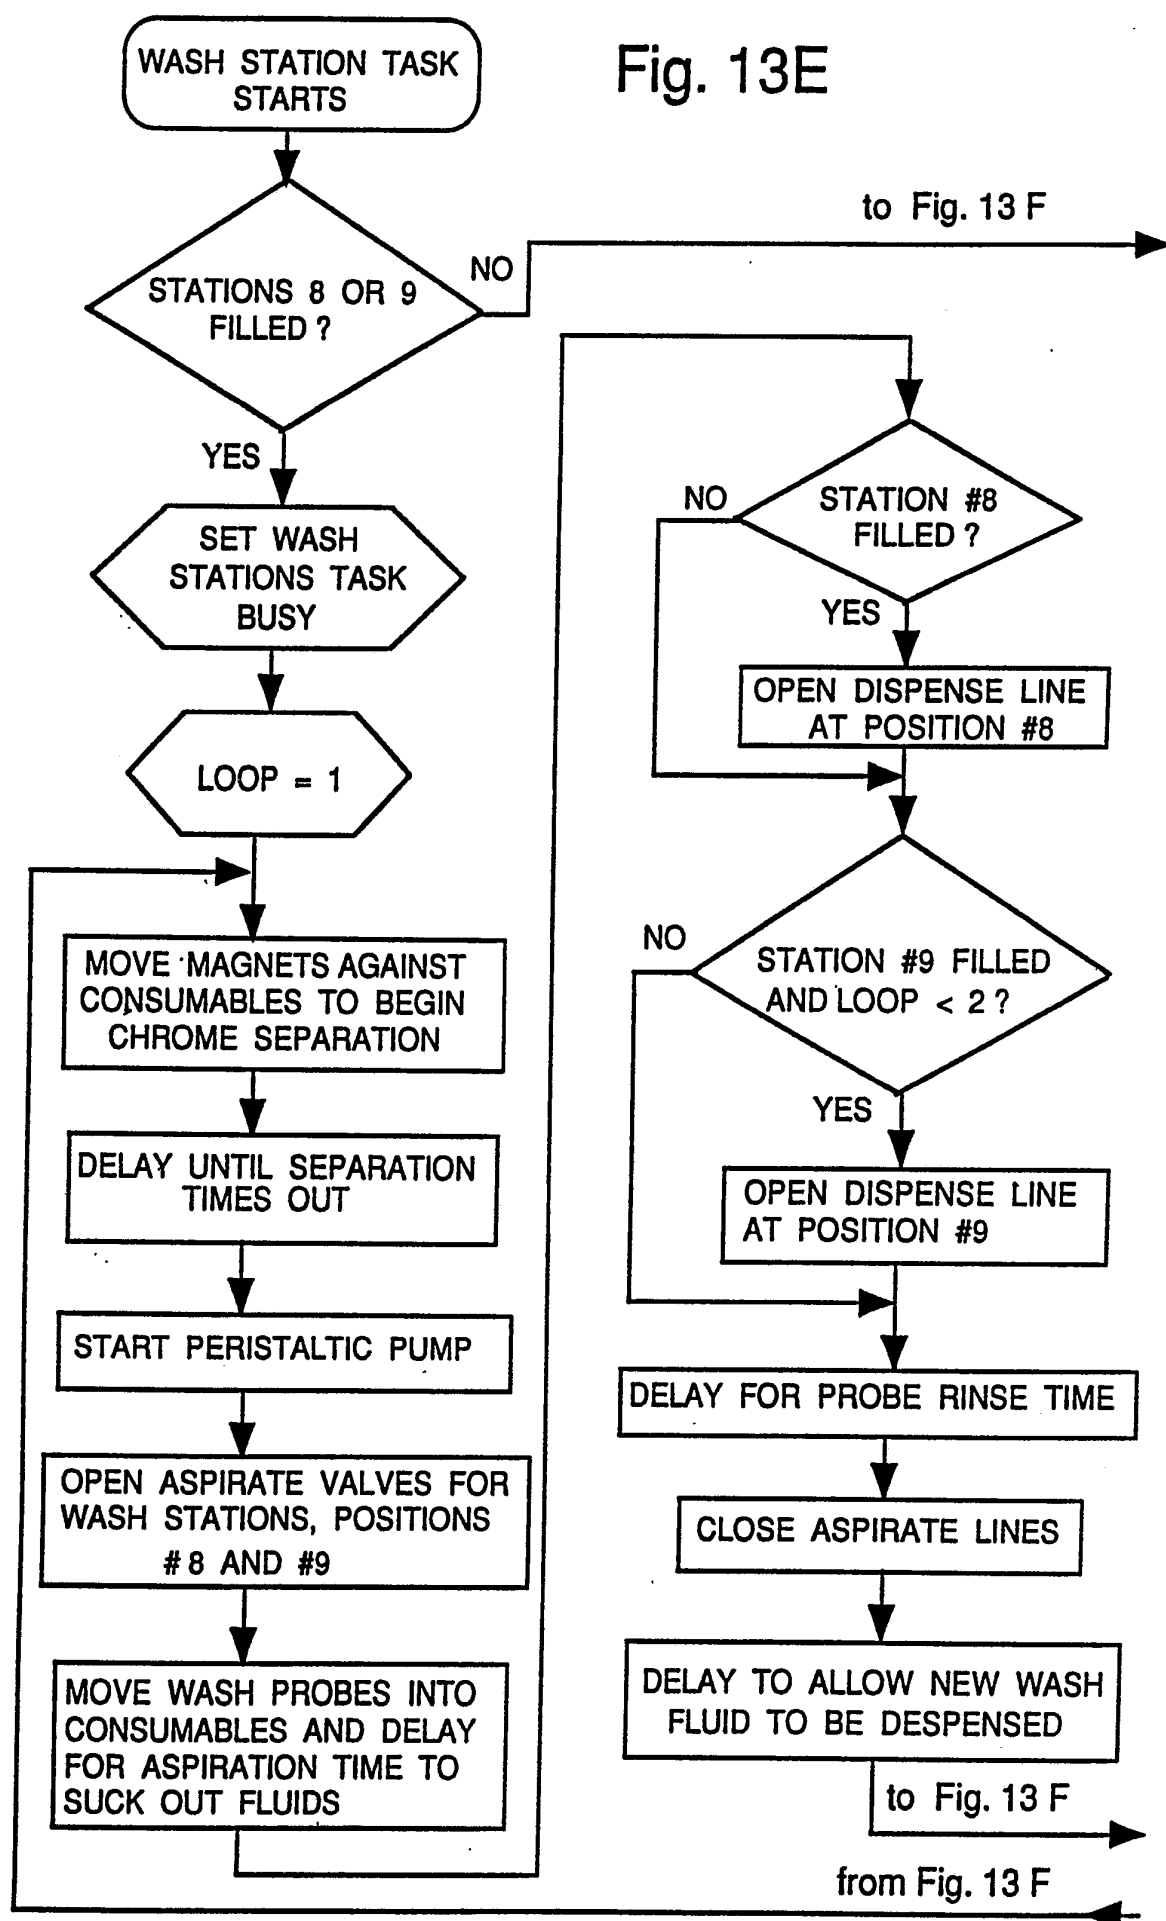 WASH STATION TASK
STARTS
Fig. 13E
to Fig. 13 F
NO
STATIONS 8 OR 9
FILLED ?
YES
SET WASH
STATIONS TASK
BUSY
LOOP = 1
MOVE MAGNETS AGAINST
CONSUMABLES TO BEGIN
CHROME SEPARATION
DELAY UNTIL SEPARATION
TIMES OUT
START PERISTALTIC PUMP
OPEN ASPIRATE VALVES FOR
WASH STATIONS, POSITIONS
# 8 AND #9
MOVE WASH PROBES INTO
CONSUMABLES AND DELAY
FOR ASPIRATION TIME TO
SUCK OUT FLUIDS
NO
STATION #8
FILLED ?
YES
OPEN DISPENSE LINE
AT POSITION #8
NO
STATION #9 FILLED
AND LOOP < 2 ?
YES
OPEN DISPENSE LINE
AT POSITION #9
DELAY FOR PROBE RINSE TIME
CLOSE ASPIRATE LINES
DELAY TO ALLOW NEW WASH
FLUID TO BE DESPENSED
to Fig. 13 F
from Fig. 13 F